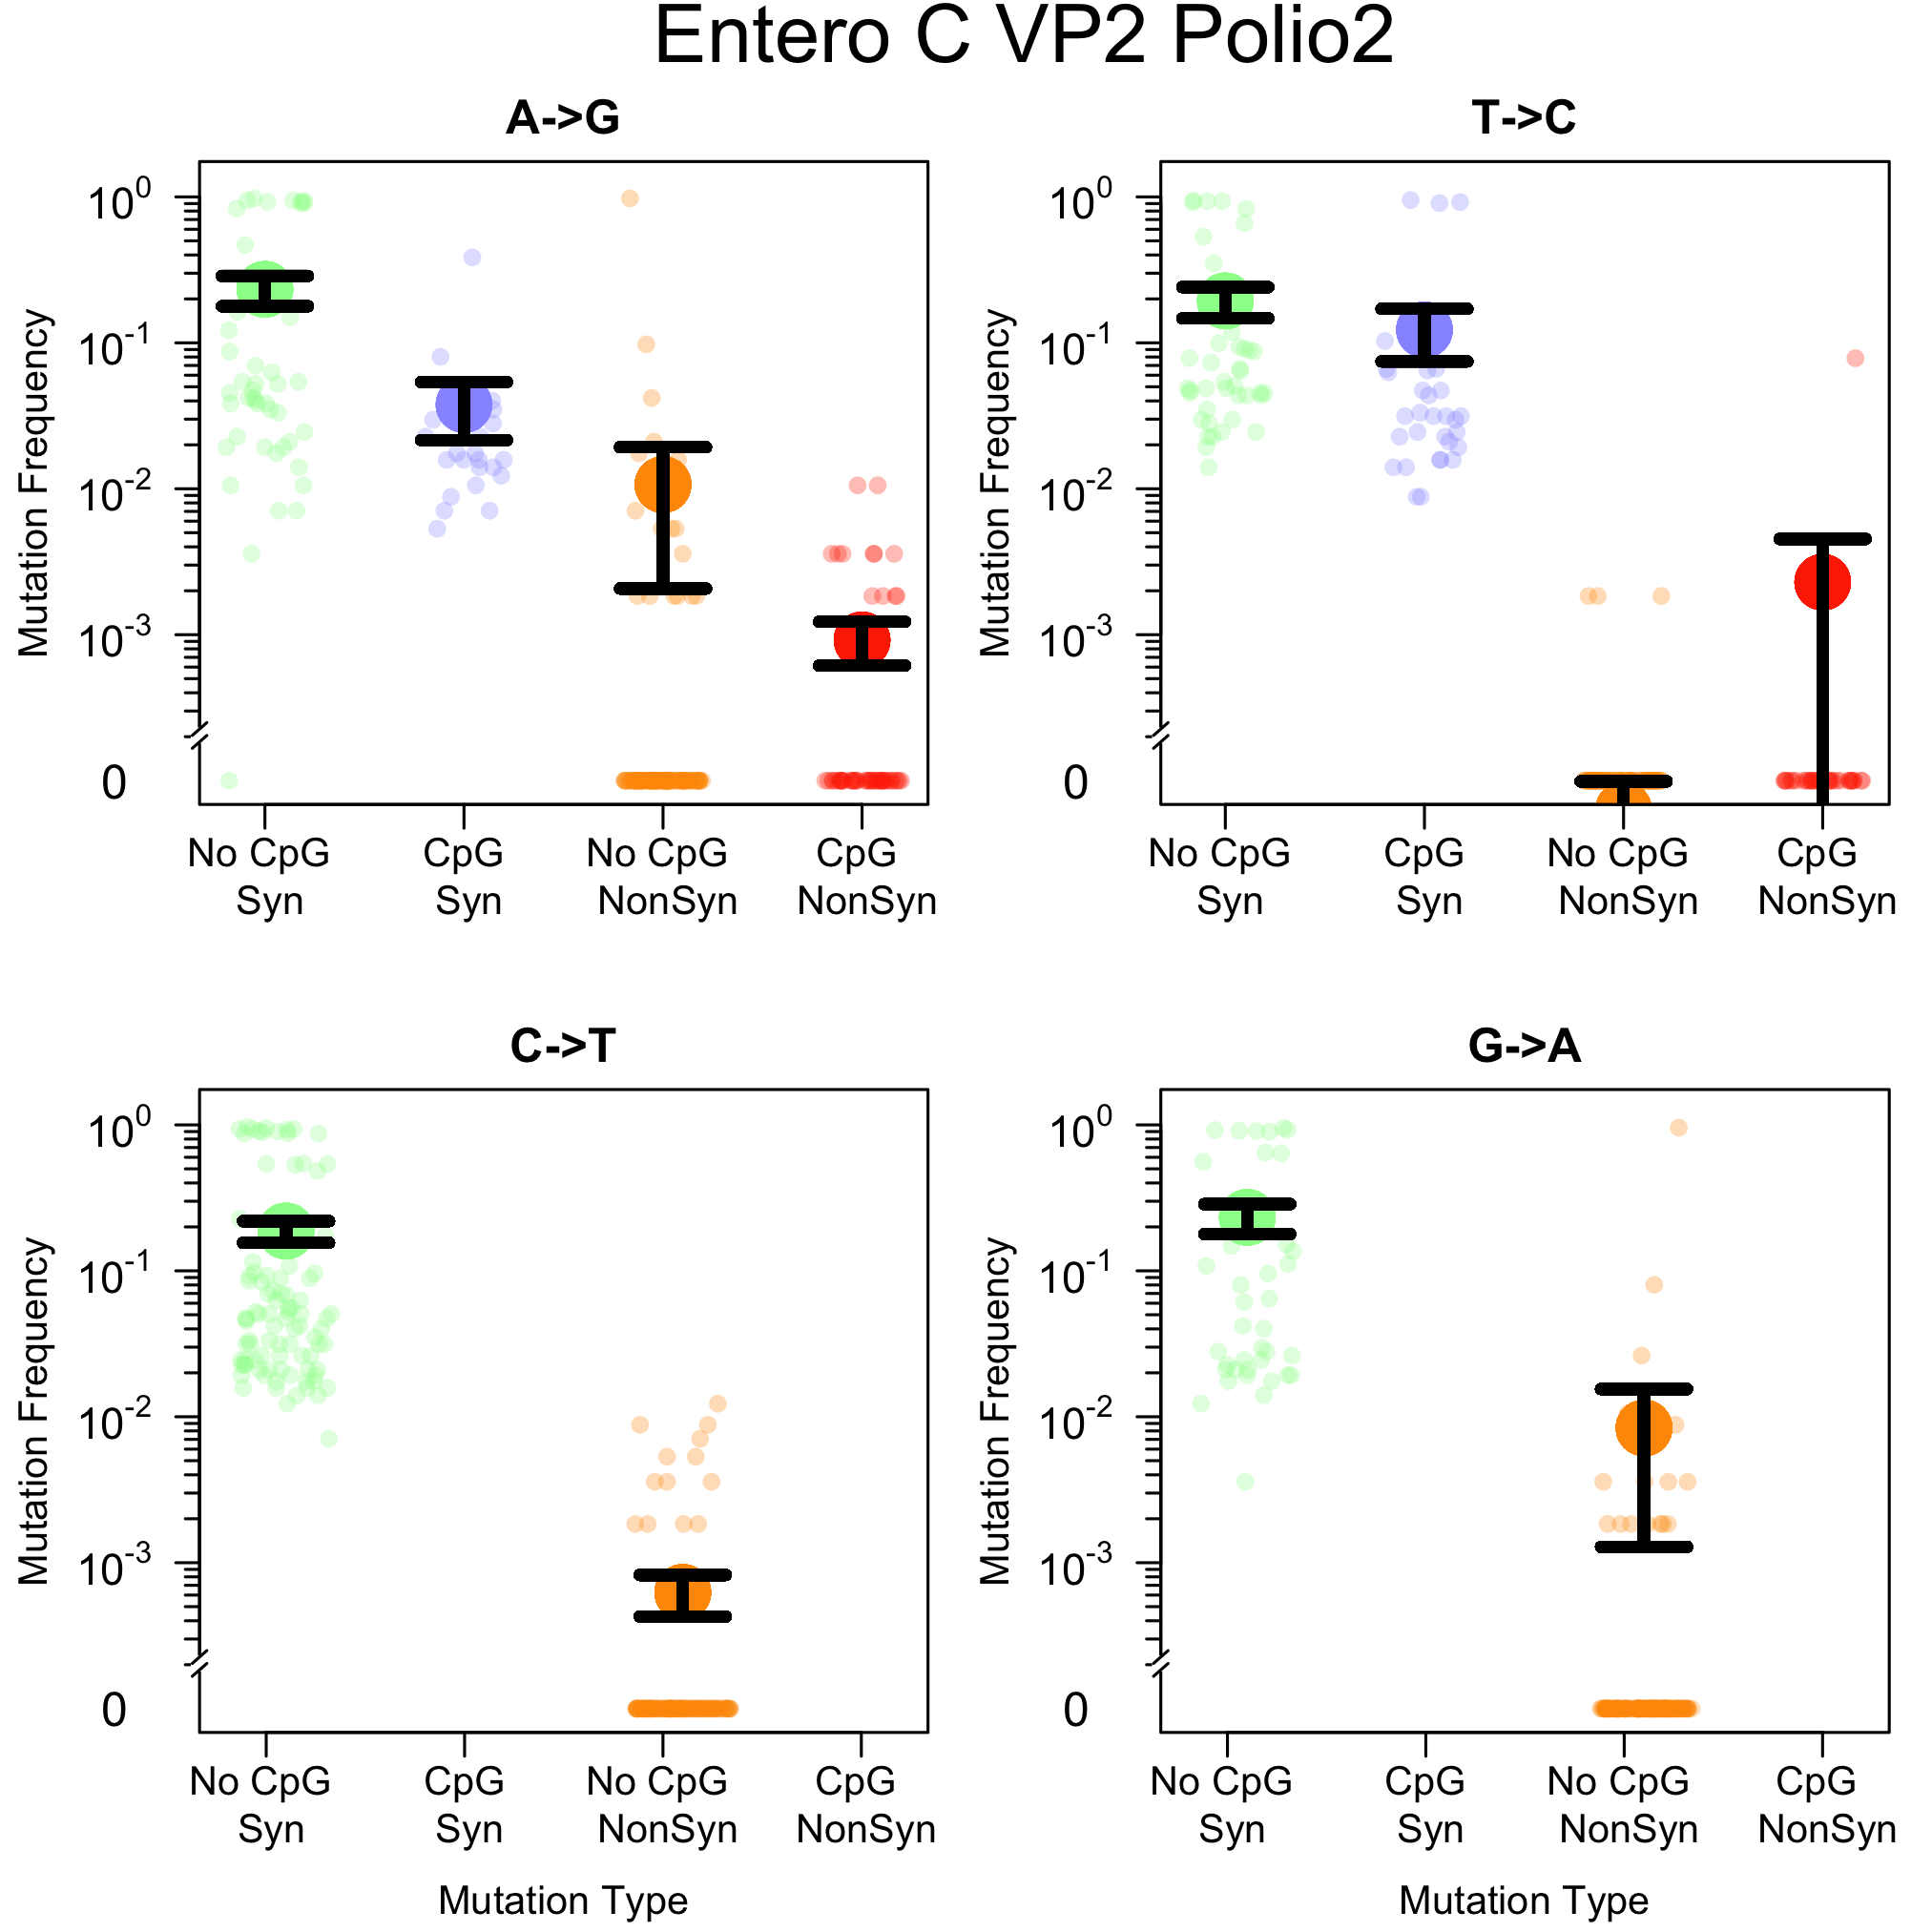 Entero C VP2 Polio2
A->G
Mutation Frequency
10^0
10^-1
10^-2
10^-3
0
No CpG
Syn
CpG
Syn
No CpG
NonSyn
CpG
NonSyn
T->C
Mutation Frequency
10^0
10^-1
10^-2
10^-3
0
No CpG
Syn
CpG
Syn
No CpG
NonSyn
CpG
NonSyn
C->T
Mutation Frequency
10^0
10^-1
10^-2
10^-3
0
No CpG
Syn
CpG
Syn
No CpG
NonSyn
CpG
NonSyn
Mutation Type
G->A
Mutation Frequency
10^0
10^-1
10^-2
10^-3
0
No CpG
Syn
CpG
Syn
No CpG
NonSyn
CpG
NonSyn
Mutation Type